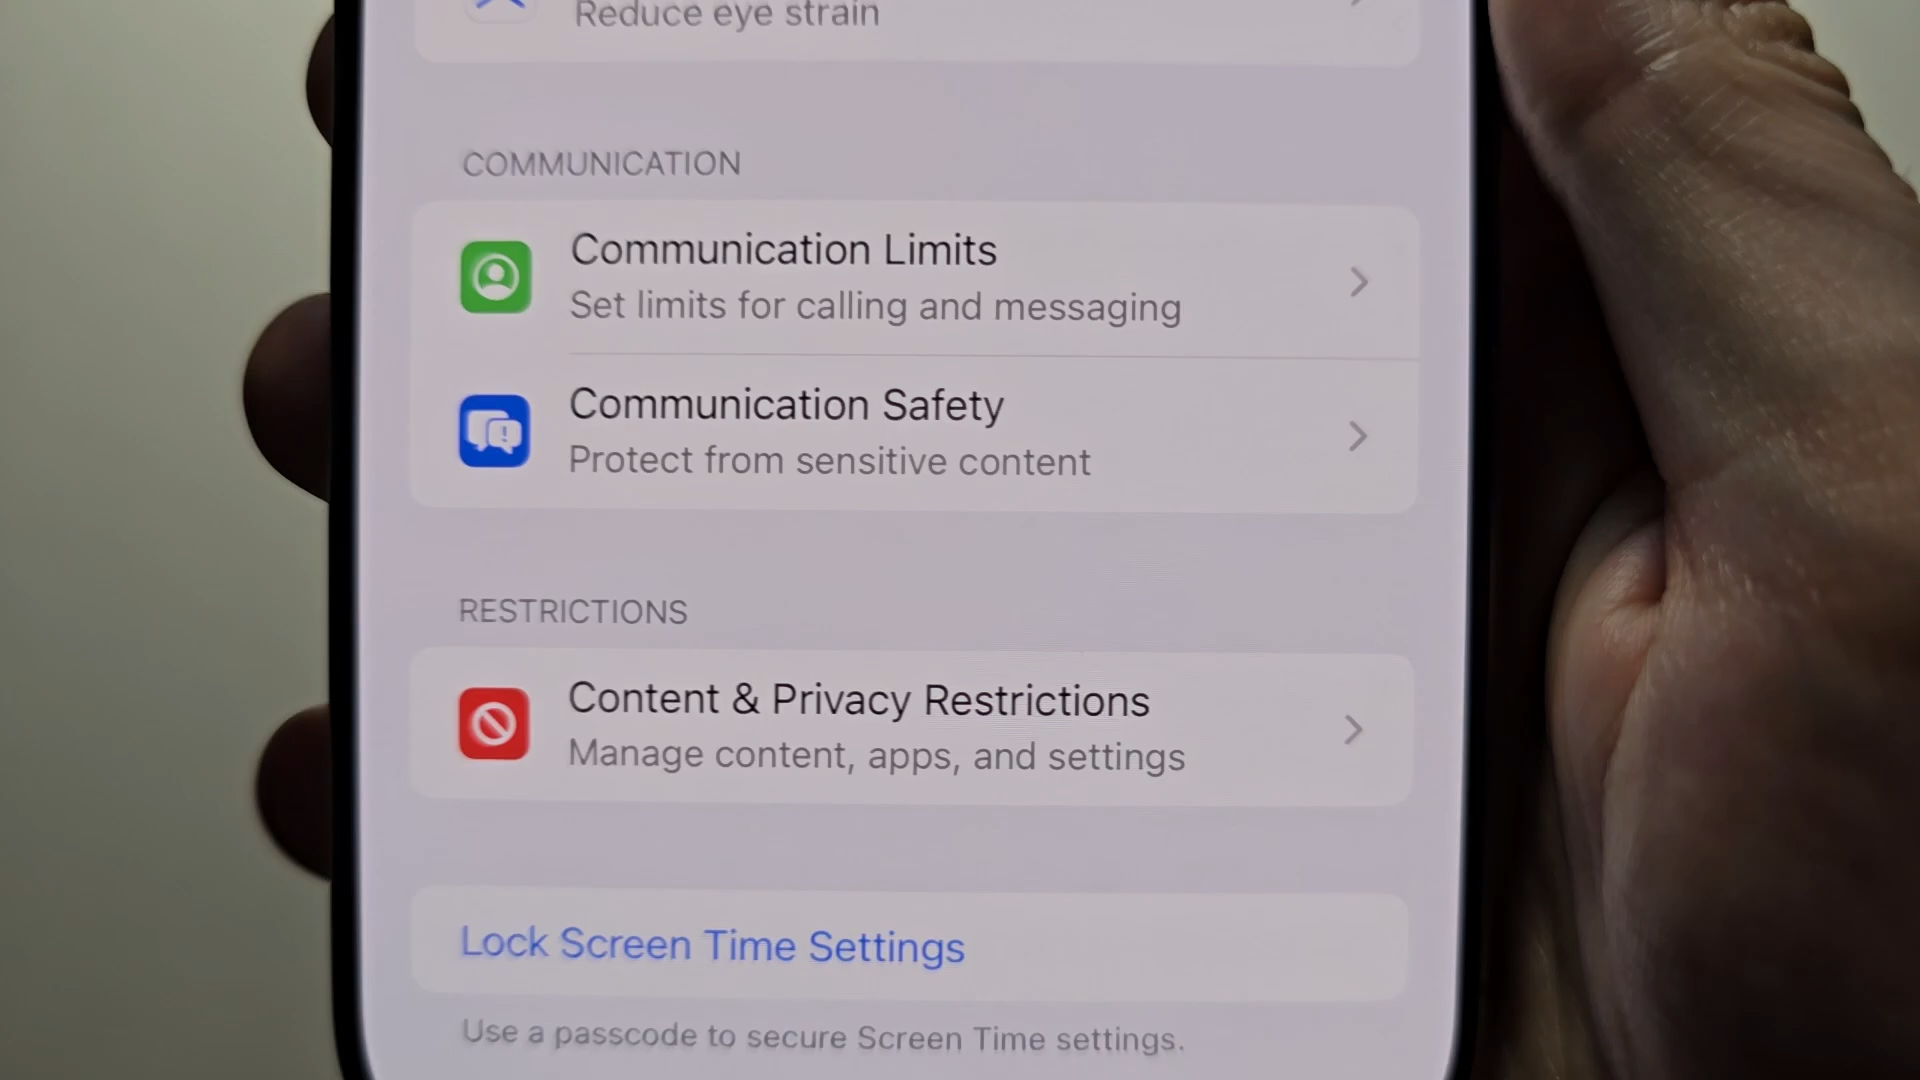 Reduce eye strain
COMMUNICATION
Communication Limits
Set limits for calling and messaging
Communication Safety
Protect from sensitive content
RESTRICTIONS
Content & Privacy Restrictions
Manage content, apps, and settings
Lock Screen Time Settings
Use a passcode to secure Screen Time settings.